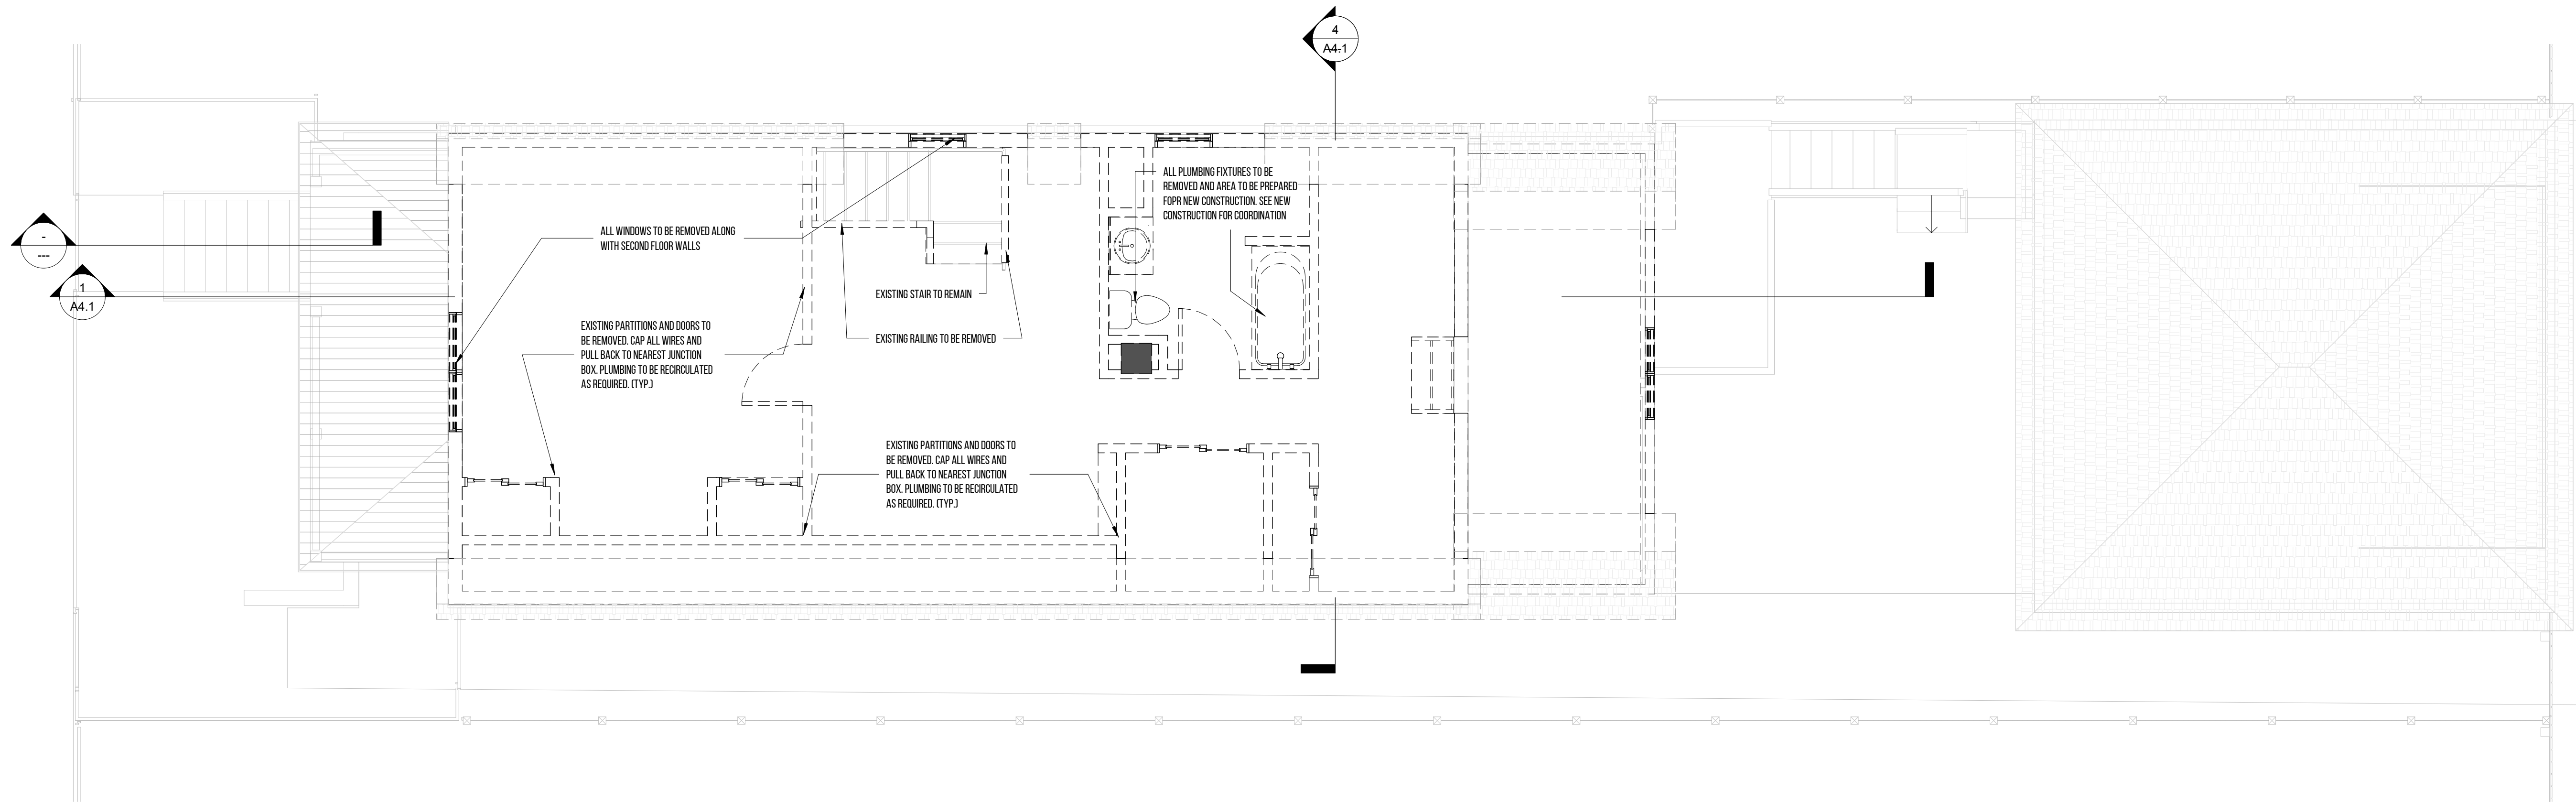 4
A4.1
ALL PLUMBING FIXTURES TO BE
REMOVED AND AREA TO BE PREPARED
FOPR NEW CONSTRUCTION. SEE NEW
CONSTRUCTION FOR COORDINATION
ALL WINDOWS TO BE REMOVED ALONG
WITH SECOND FLOOR WALLS
-
---
1
A4.1
EXISTING STAIR TO REMAIN
EXISTING RAILING TO BE REMOVED
EXISTING PARTITIONS AND DOORS TO
BE REMOVED. CAP ALL WIRES AND
PULL BACK TO NEAREST JUNCTION
BOX. PLUMBING TO BE RECIRCULATED
AS REQUIRED. (TYP.)
EXISTING PARTITIONS AND DOORS TO
BE REMOVED. CAP ALL WIRES AND
PULL BACK TO NEAREST JUNCTION
BOX. PLUMBING TO BE RECIRCULATED
AS REQUIRED. (TYP.)